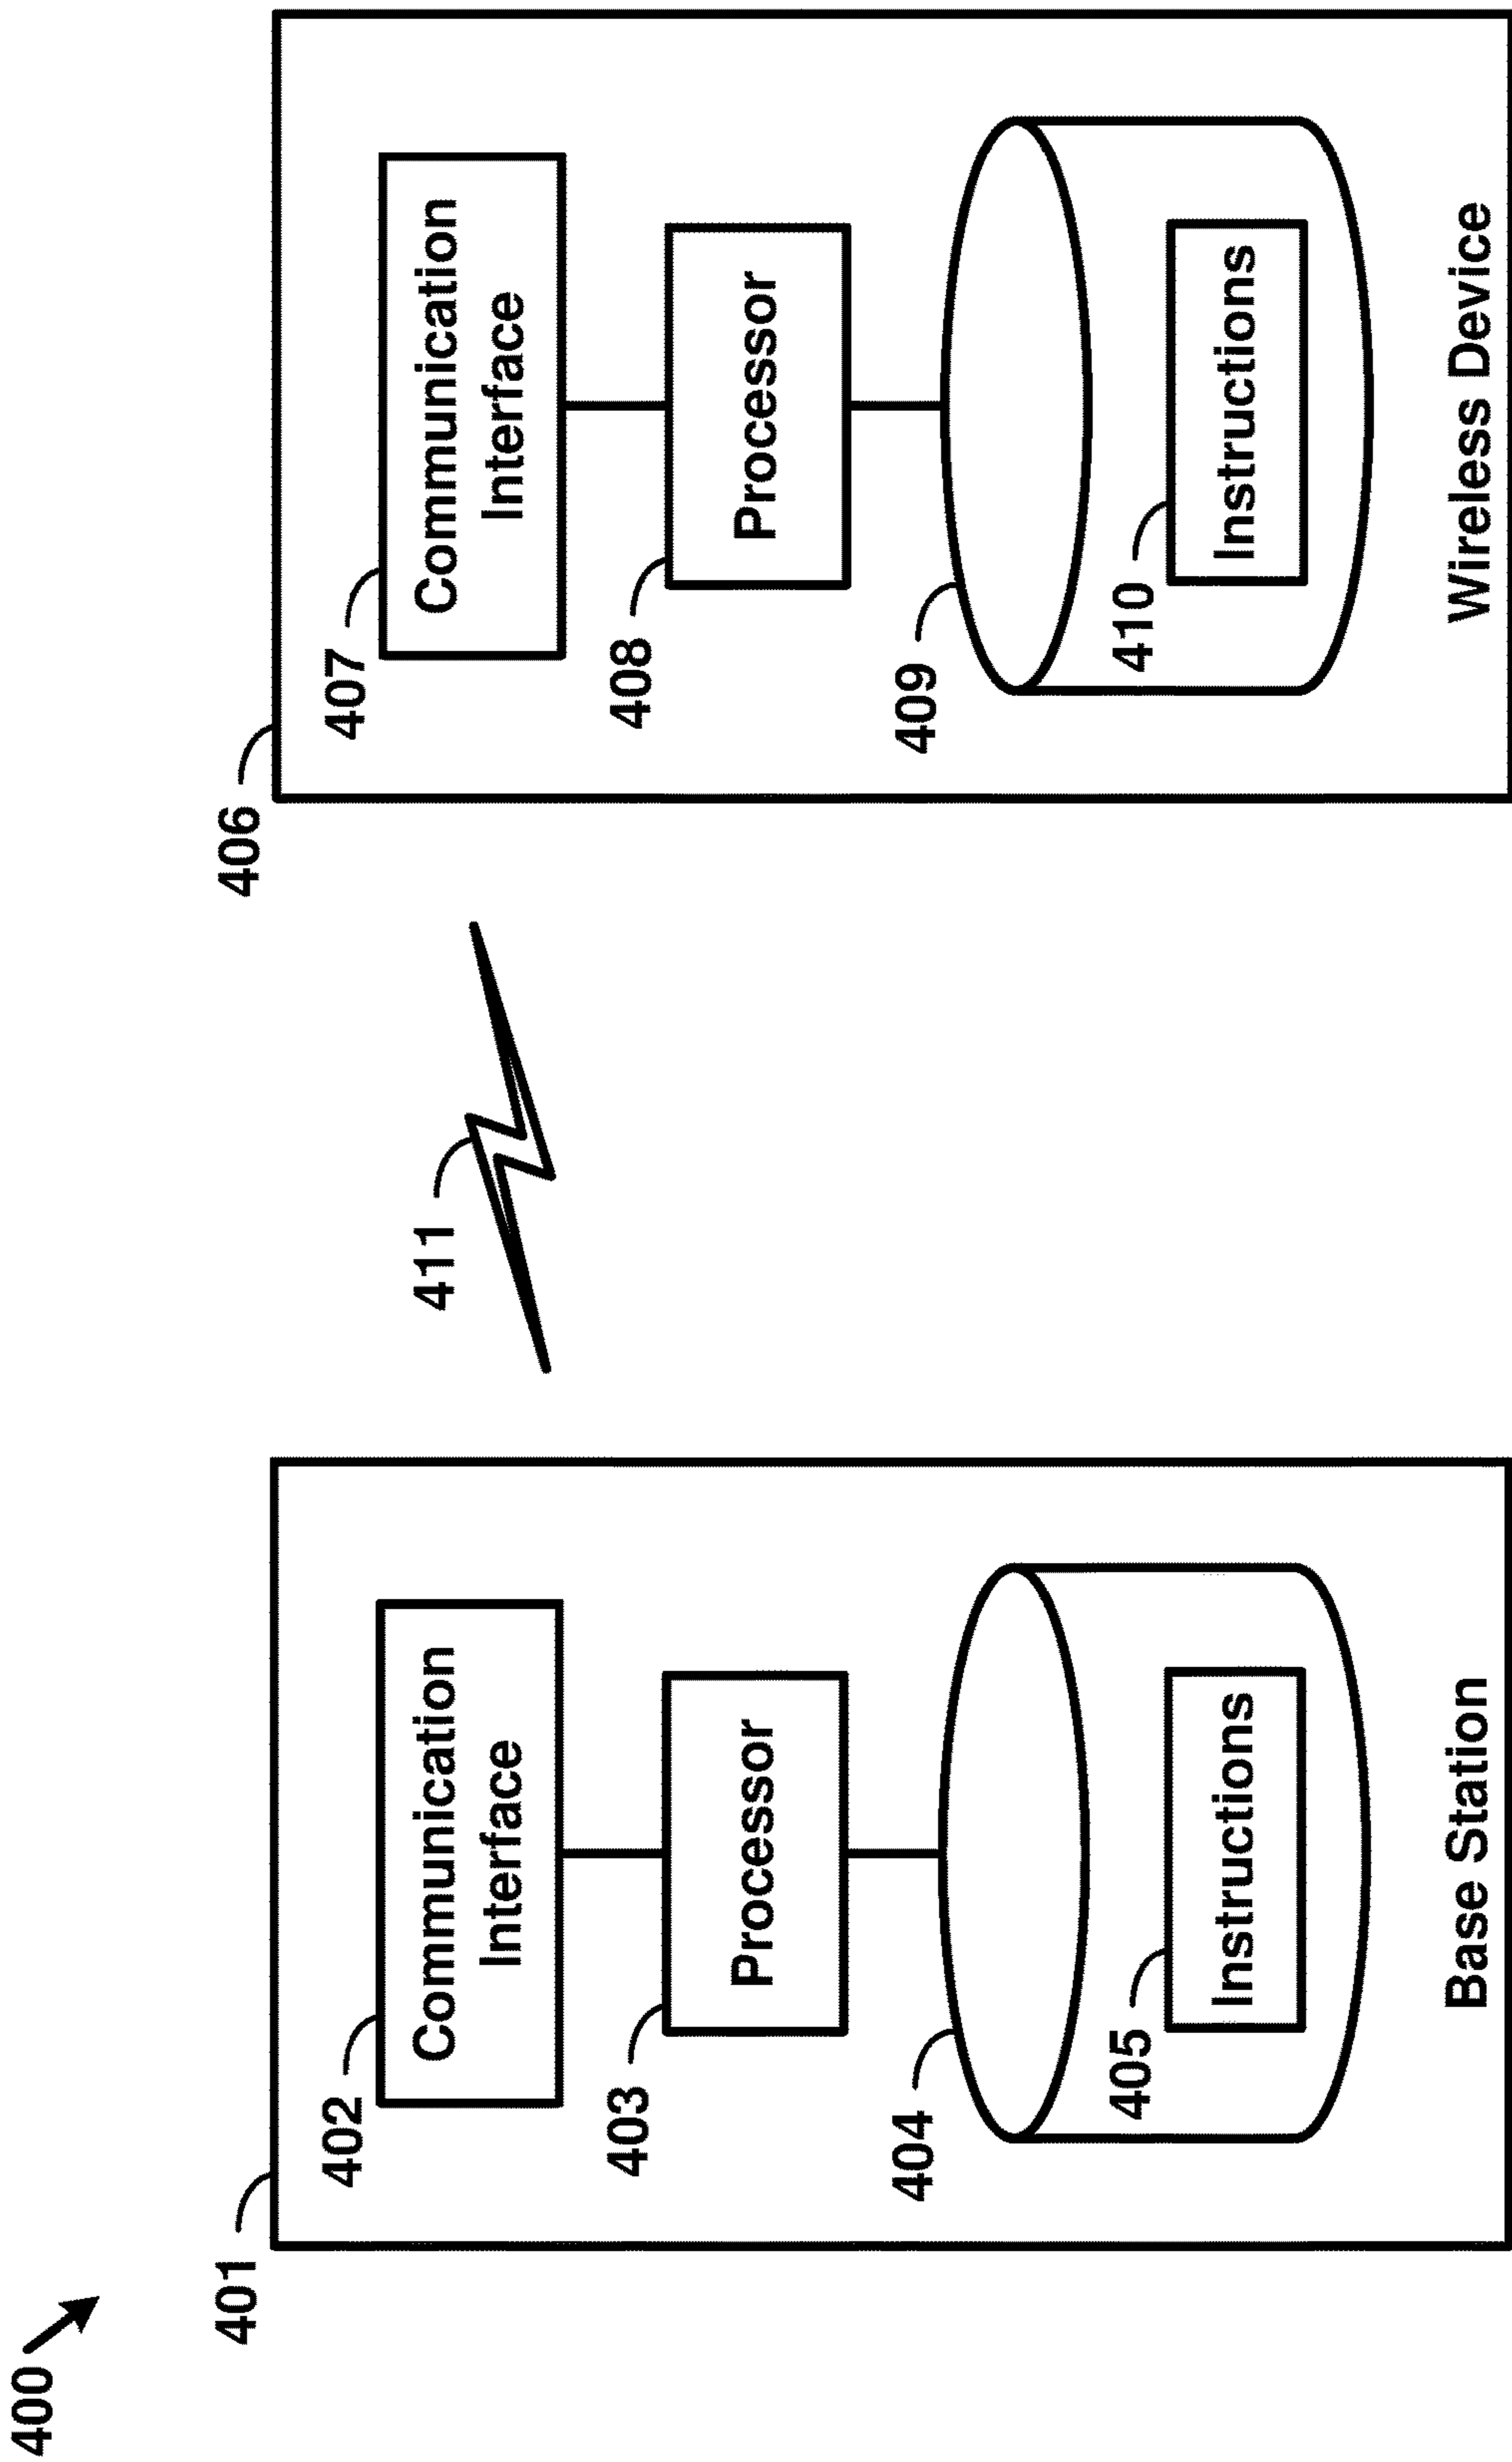 400
401
402
Communication
Interface
403
Processor
404
405
Instructions
Base Station
411
406
407
Communication
Interface
408
Processor
409
410
Instructions
Wireless Device